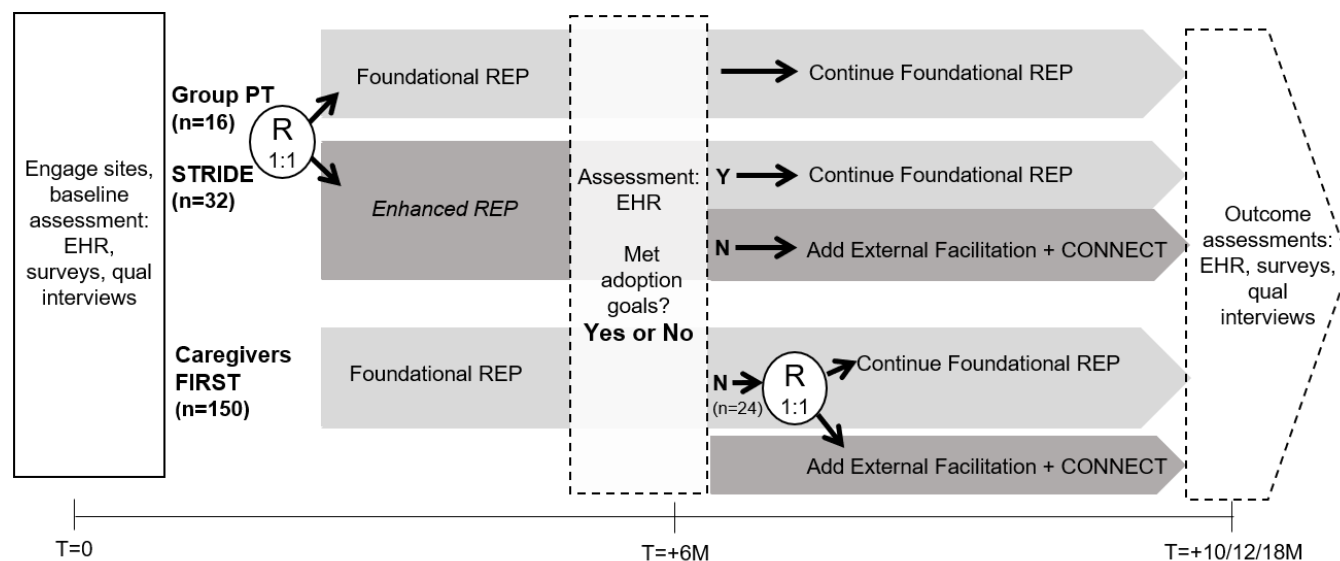 Engage sites,
baseline
assessment:
EHR,
surveys, qual
interviews
Group PT
(n=16)
STRIDE
(n=32)
R
1:1
Foundational REP
Enhanced REP
Caregivers
FIRST
(n=150)
Foundational REP
Assessment:
EHR
Met
adoption
goals?
Yes or No
Continue Foundational REP
Y
Continue Foundational REP
N
Add External Facilitation + CONNECT
N
(n=24)
R
1:1
Continue Foundational REP
Add External Facilitation + CONNECT
Outcome
assessments:
EHR, surveys,
qual
interviews
T=0
T=+6M
T=+10/12/18M